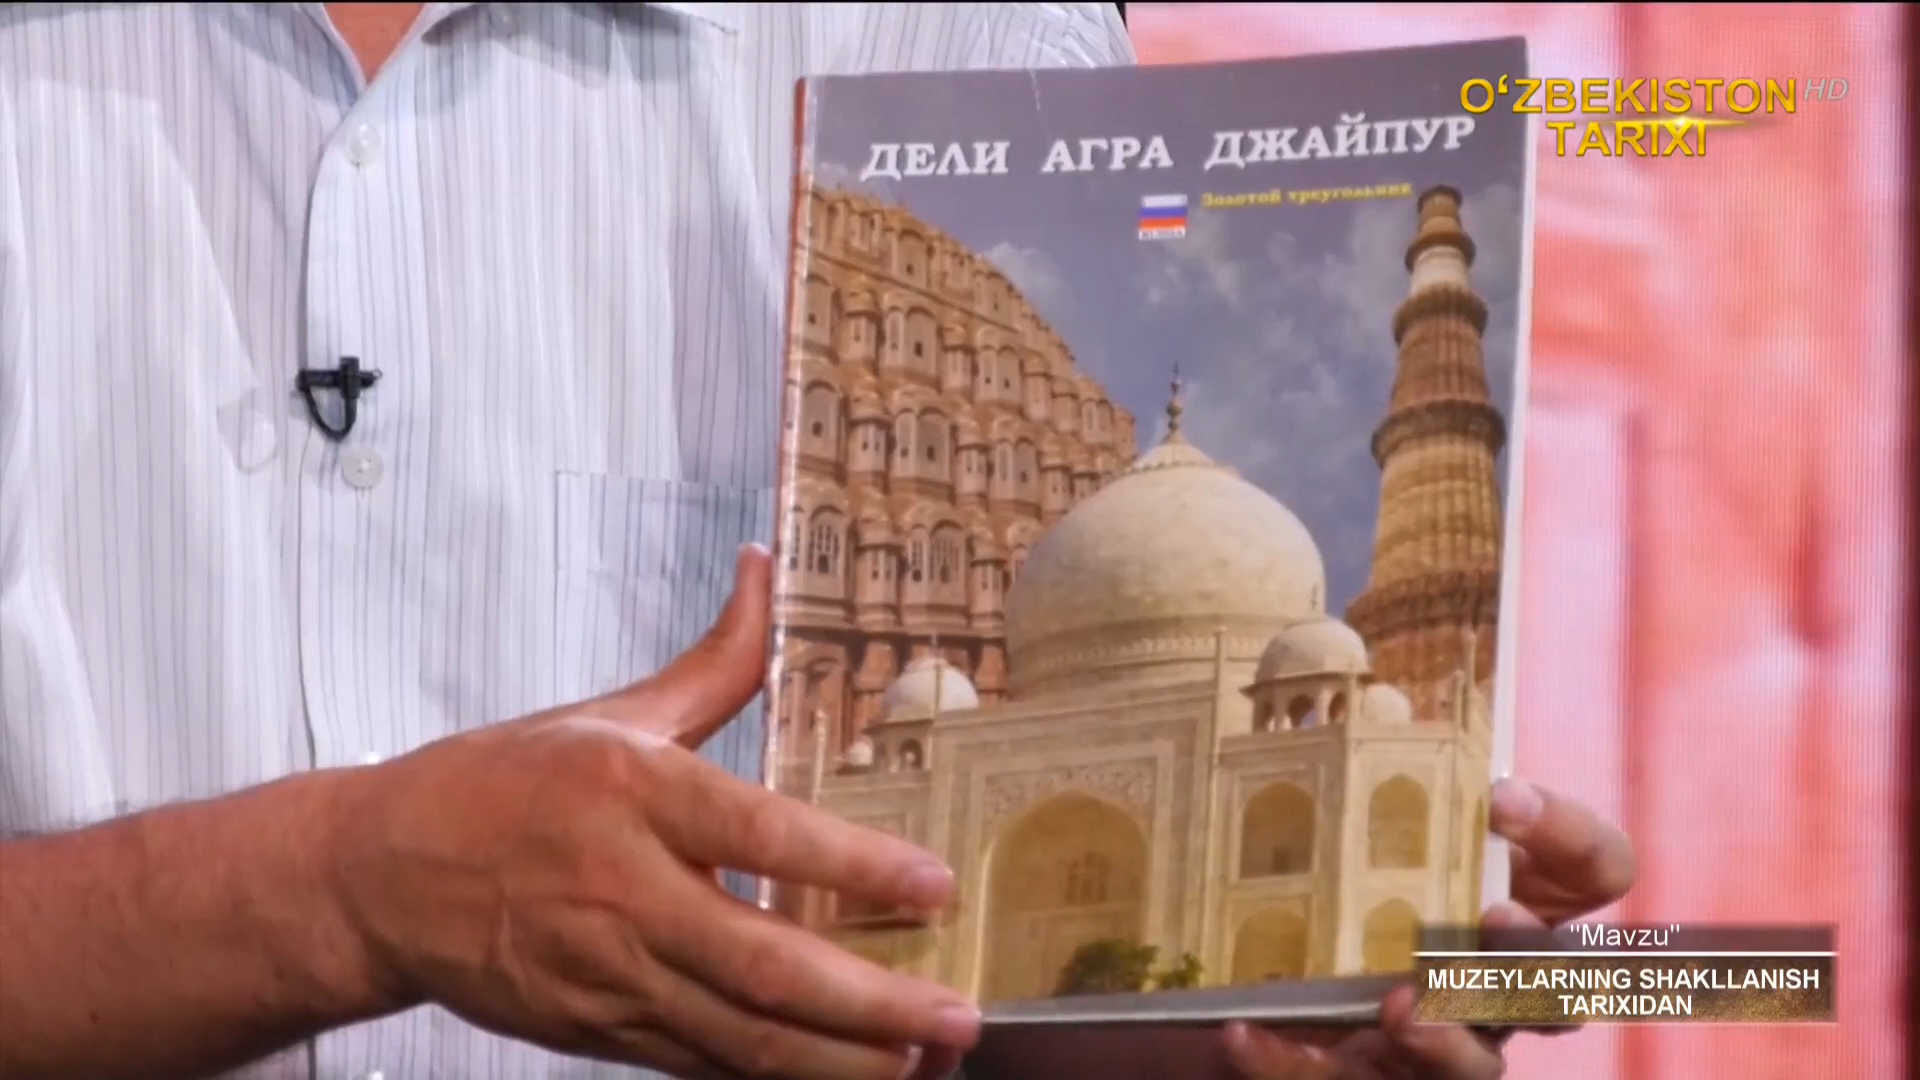 ДЕЛИ АГРА ДЖАЙПУР
Золотой треугольник
O‘ZBEKISTON HD
TARIXI
"Mavzu"
MUZEYLARNING SHAKLLANISH
TARIXIDAN